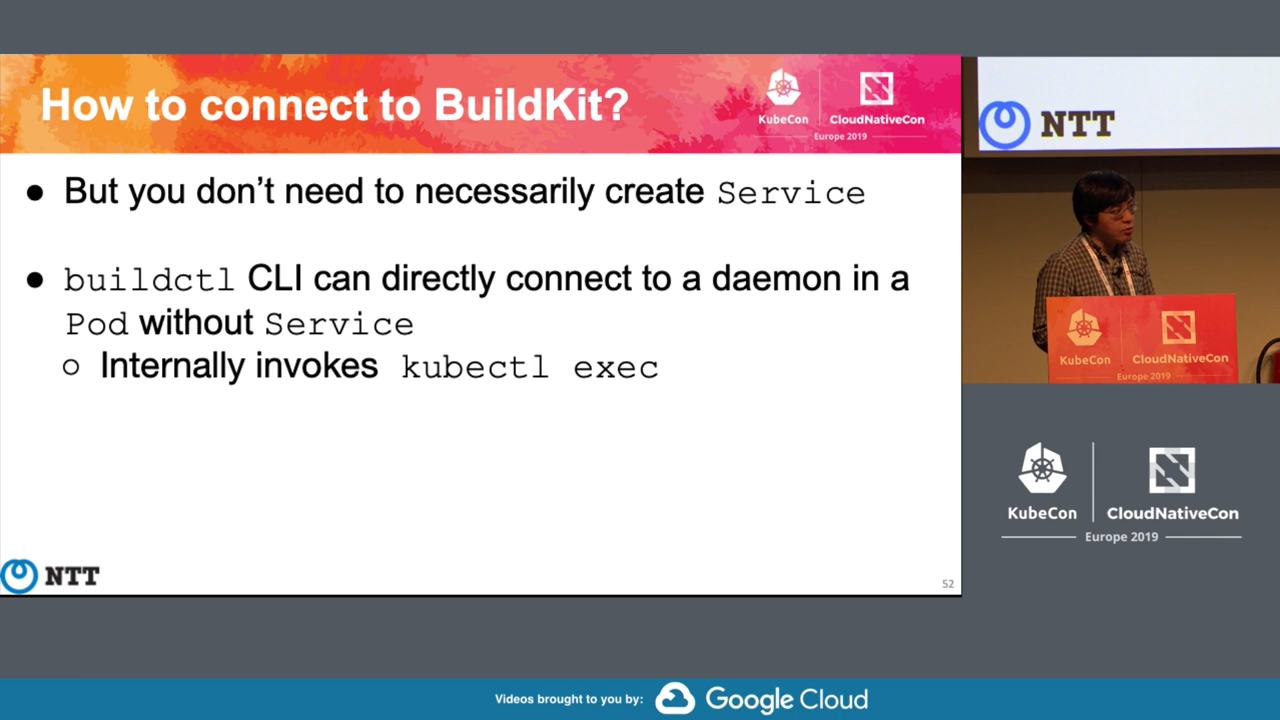 How to connect to BuildKit?
KubeCon
CloudNativeCon
Europe 2019
● But you don’t need to necessarily create Service
● buildctl CLI can directly connect to a daemon in a
Pod without Service
○ Internally invokes kubectl exec
NTT
52
NTT
KubeCon
CloudNativeCon
Europe 2019
KubeCon
CloudNativeCon
Europe 2019
Videos brought to you by: Google Cloud